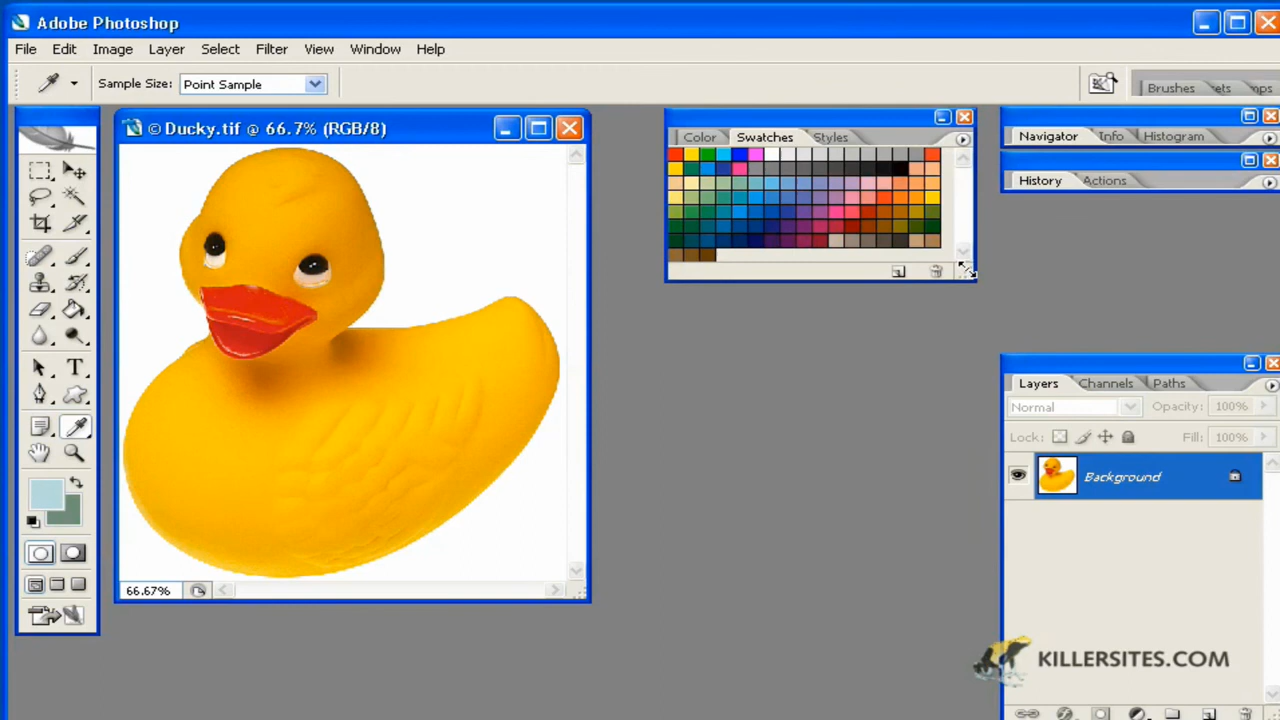 Adobe Photoshop
File Edit Image Layer Select Filter View Window Help
Sample Size: Point Sample
Brushes ets mps
© Ducky.tif @ 66.7% (RGB/8)
Color Swatches Styles
Navigator Info Histogram
History Actions
T
Layers Channels Paths
Normal Opacity: 100%
Lock: Fill: 100%
Background
66.67%
KILLERSITES.COM